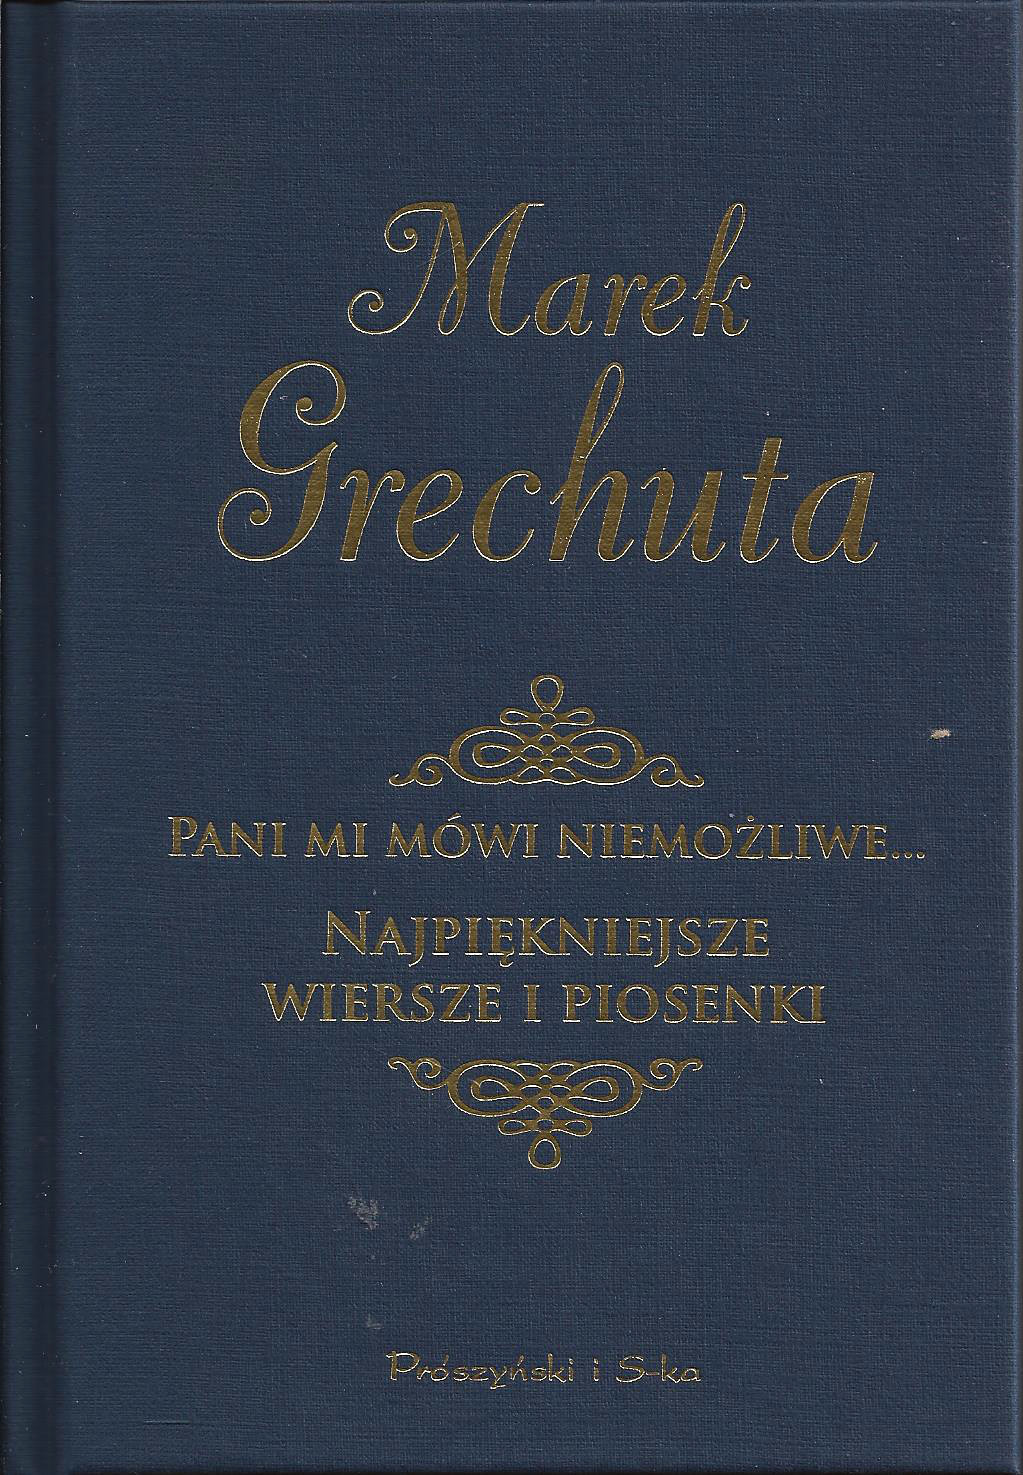 Marek
Grechuta
Pani mi mówi niemożliwe...
Najpiękniejsze
wiersze i piosenki
Prószyński i S-ka